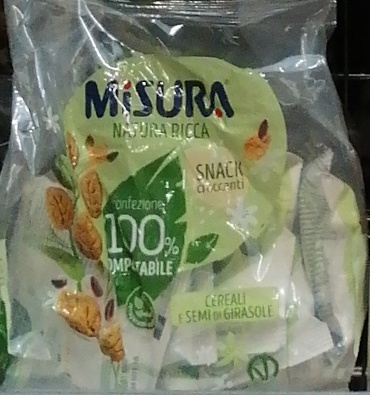 MiSURA
NATURA RICCA
SNACK
croccanti
confezione
100%
COMPOSTABILE
CEREALI
E SEMI DI GIRASOLE